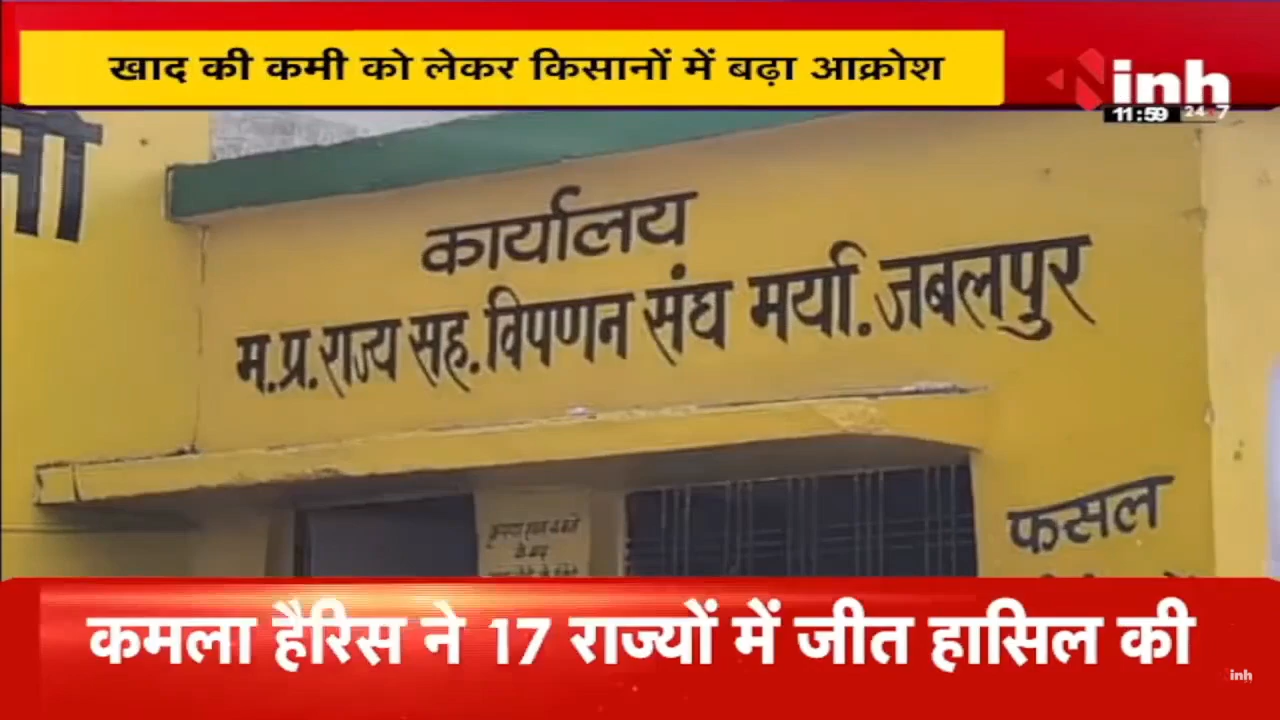 खाद की कमी को लेकर किसानों में बढ़ा आक्रोश
inh
11:59 24x7
कार्यालय
म.प्र.राज्य सह.विपणन संघ मर्या.जबलपुर
फसल
कमला हैरिस ने 17 राज्यों में जीत हासिल की
inh